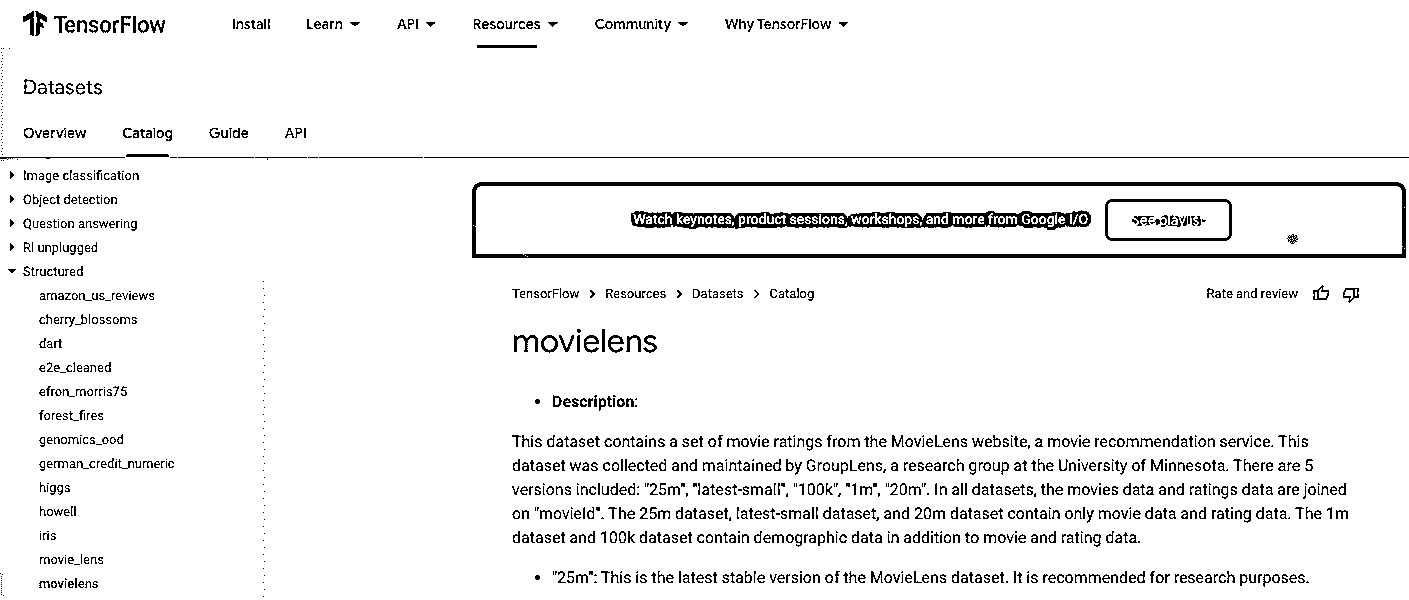 TensorFlow Install Learn API Resources Community Why TensorFlow
Datasets
Overview Catalog Guide API
Image classification
Object detection
Question answering
RI unplugged
Structured
amazon_us_reviews
cherry_blossoms
dart
e2e_cleaned
efron_morris75
forest_fires
genomics_ood
german_credit_numeric
higgs
howell
iris
movie_lens
movielens
Watch keynotes, product sessions, workshops, and more from Google I/O See playlist
TensorFlow > Resources > Datasets > Catalog Rate and review
movielens
• Description:
This dataset contains a set of movie ratings from the MovieLens website, a movie recommendation service. This
dataset was collected and maintained by GroupLens, a research group at the University of Minnesota. There are 5
versions included: "25m", "latest-small", "100k", "1m", "20m". In all datasets, the movies data and ratings data are joined
on "movieId". The 25m dataset, latest-small dataset, and 20m dataset contain only movie data and rating data. The 1m
dataset and 100k dataset contain demographic data in addition to movie and rating data.
• "25m": This is the latest stable version of the MovieLens dataset. It is recommended for research purposes.